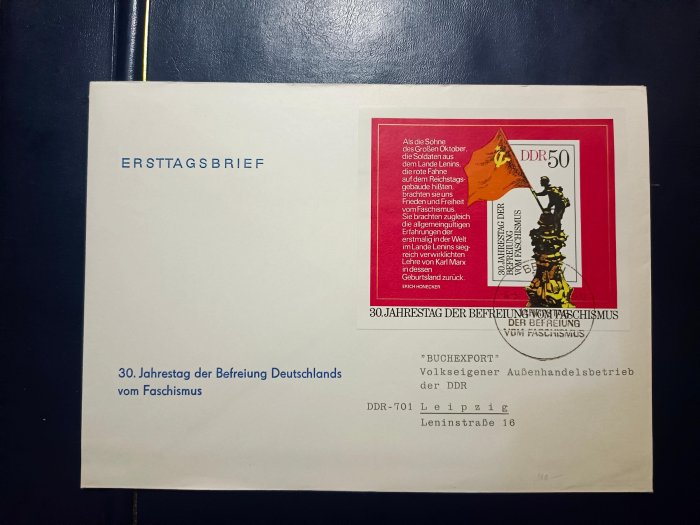 ERSTTAGSBRIEF
Als die Söhne
des Großen Oktober,
die Soldaten aus
dem Lande Lenins,
die rote Fahne
auf dem Reichstags-
gebäude hißten,
brachten sie uns
Frieden und Freiheit
vom Faschismus.
Sie brachten zugleich
die allgemeingültigen
Erfahrungen der
erstmalig in der Welt
im Lande Lenins sieg-
reich verwirklichten
Lehre von Karl Marx
in dessen
Geburtsland zurück.
ERICH HONECKER
DDR 50
30. JAHRESTAG DER
BEFREIUNG
VOM FASCHISMUS
30. JAHRESTAG DER BEFREIUNG VOM FASCHISMUS
DER BEFREIUNG
VOM FASCHISMUS
30. Jahrestag der Befreiung Deutschlands
vom Faschismus
"BUCHEXPORT"
Volkseigener Außenhandelsbetrieb
der DDR
DDR-701 Leipzig
Leninstraße 16